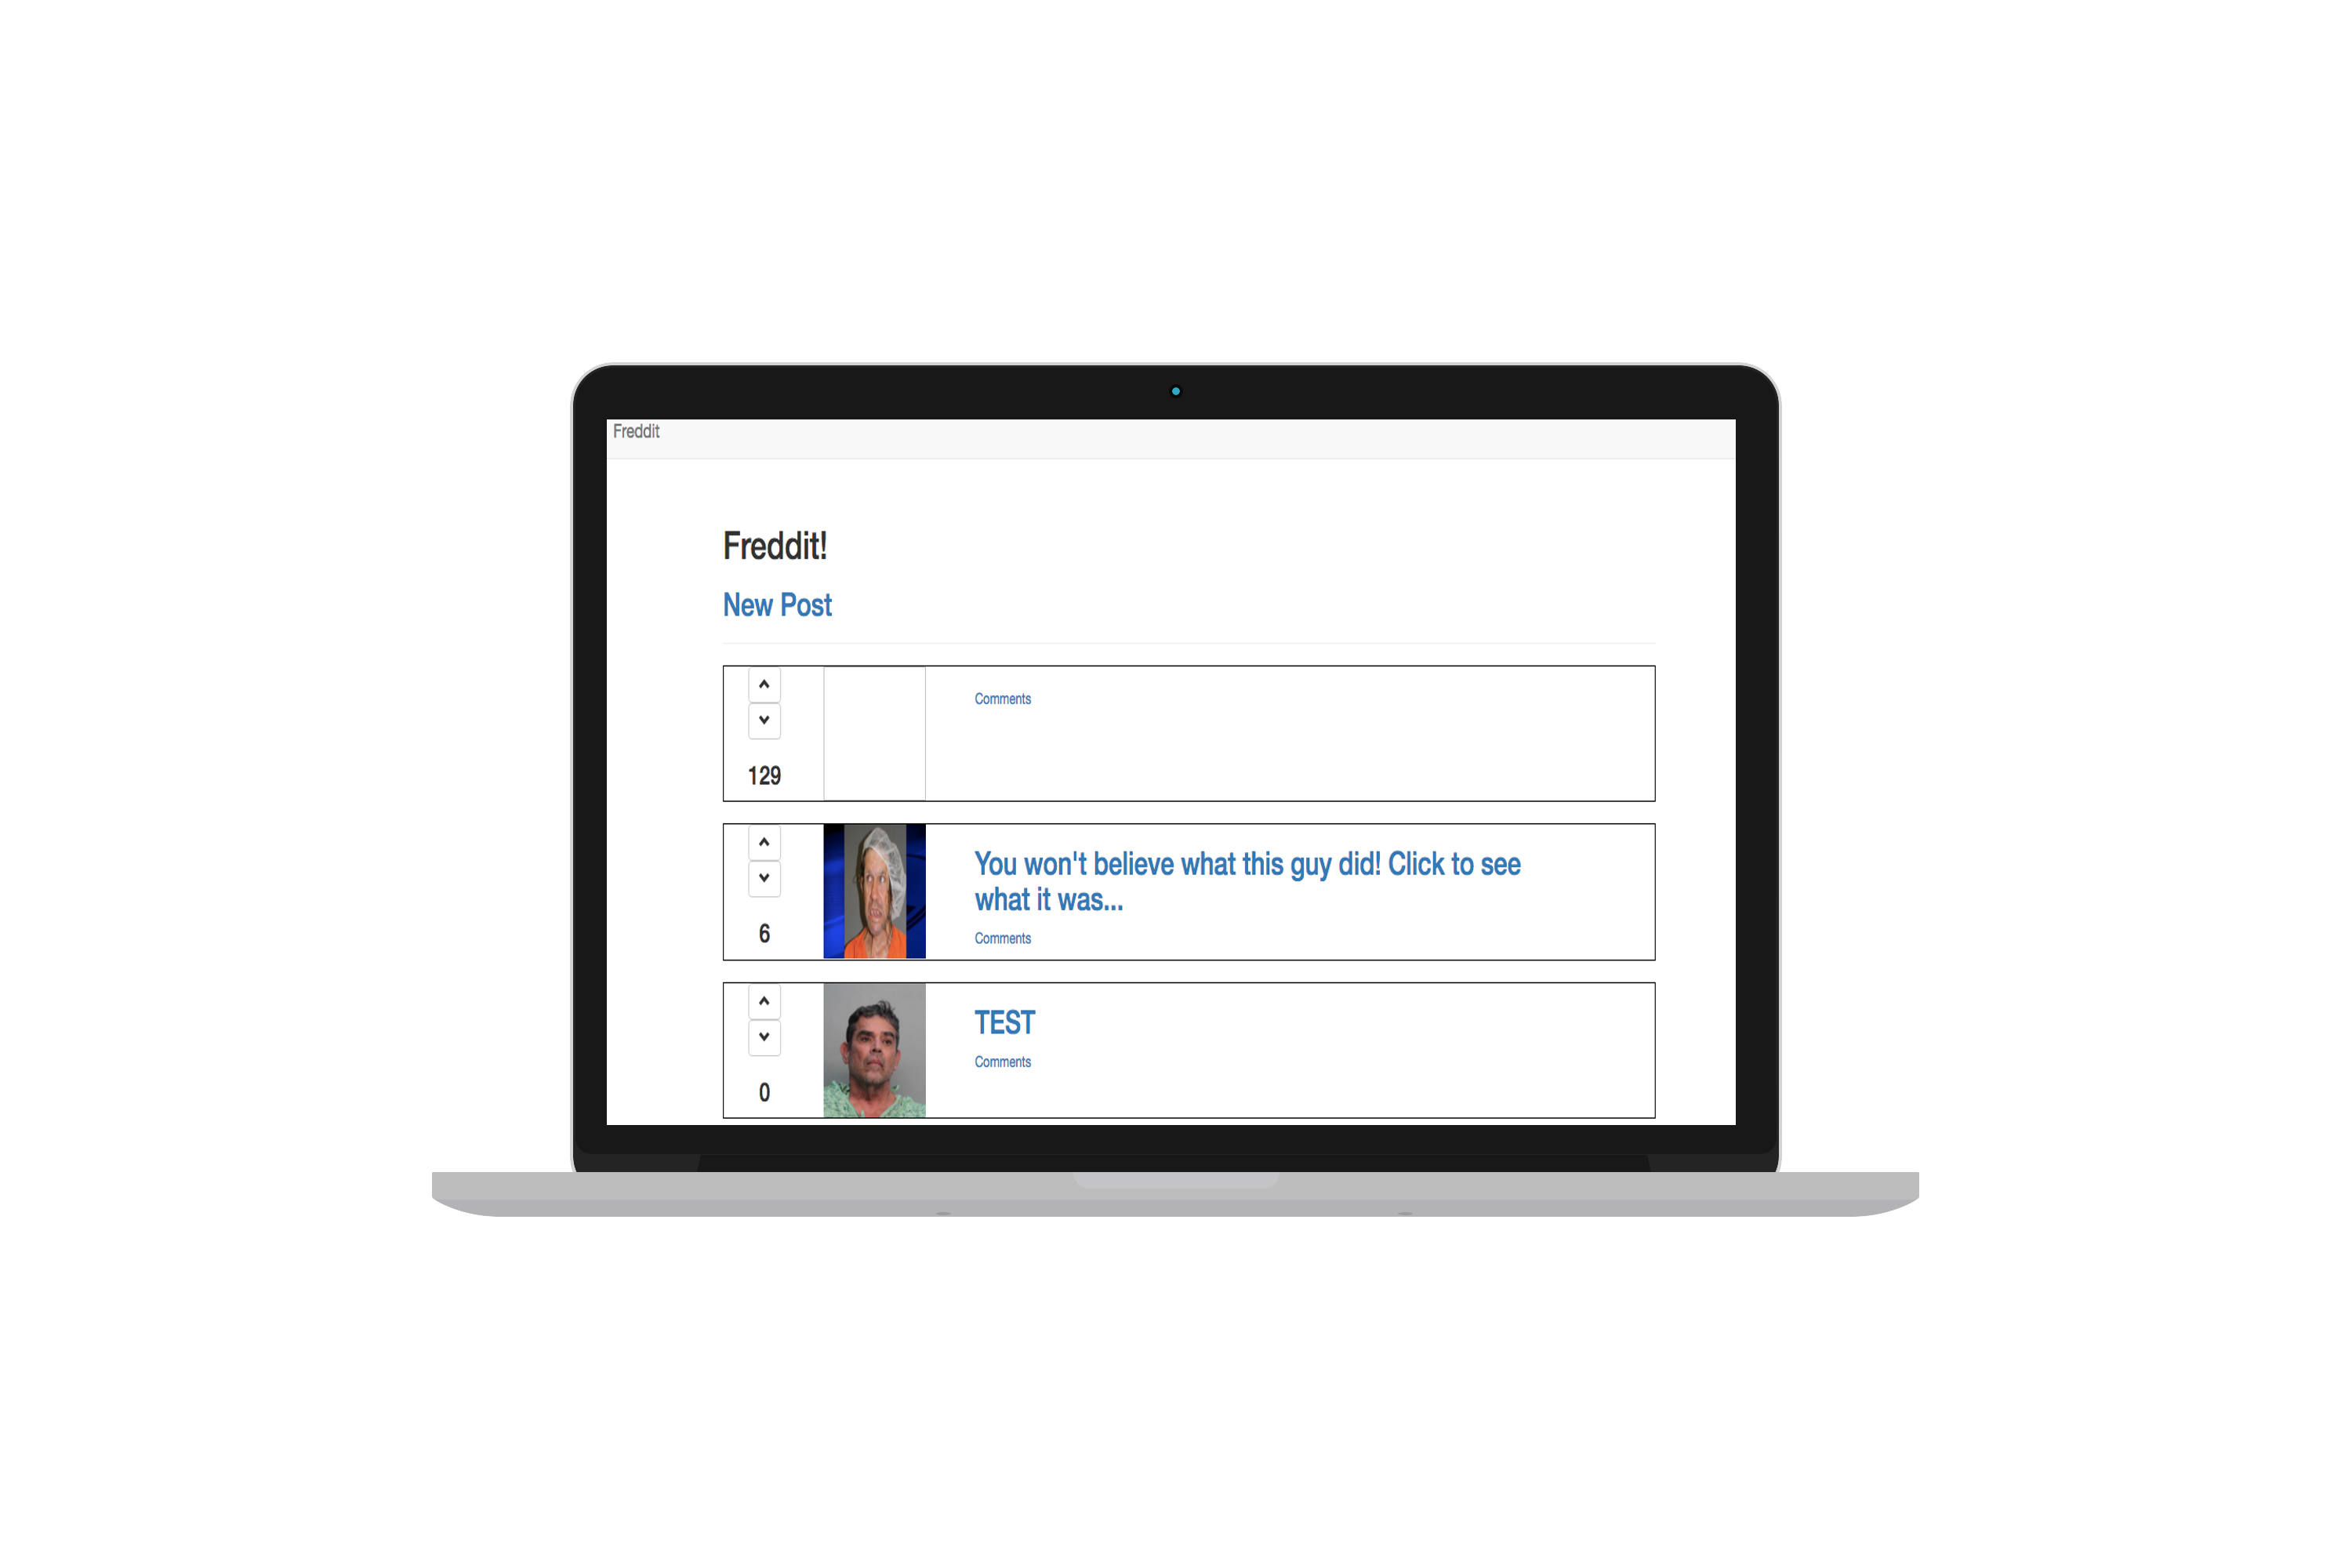 Freddit
Freddit!
New Post
Comments
129
You won't believe what this guy did! Click to see
what it was...
Comments
6
TEST
Comments
0